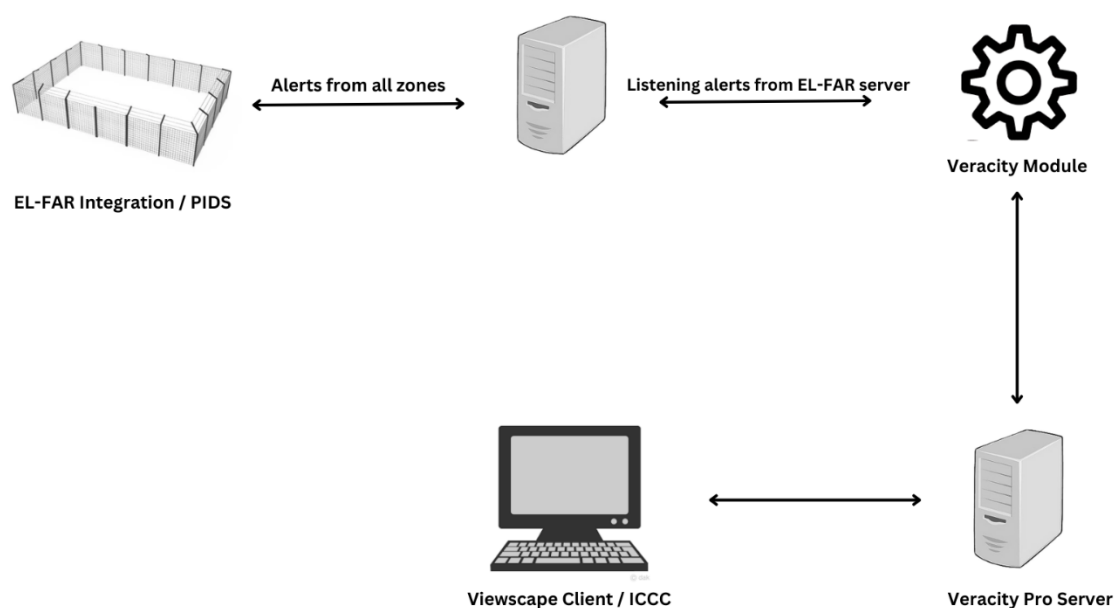 Alerts from all zones
Listening alerts from EL-FAR server
EL-FAR Integration / PIDS
Veracity Module
Viewscape Client / ICCC
Veracity Pro Server